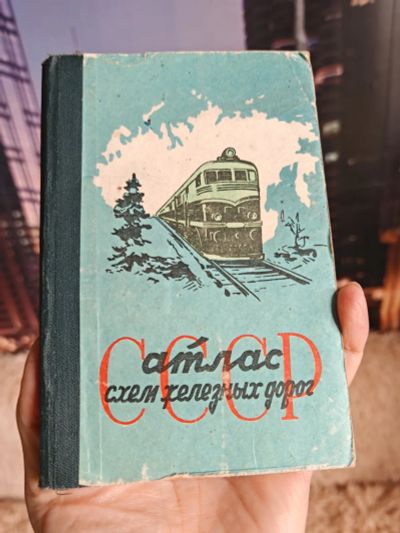 атлас
СССР
схем железных дорог